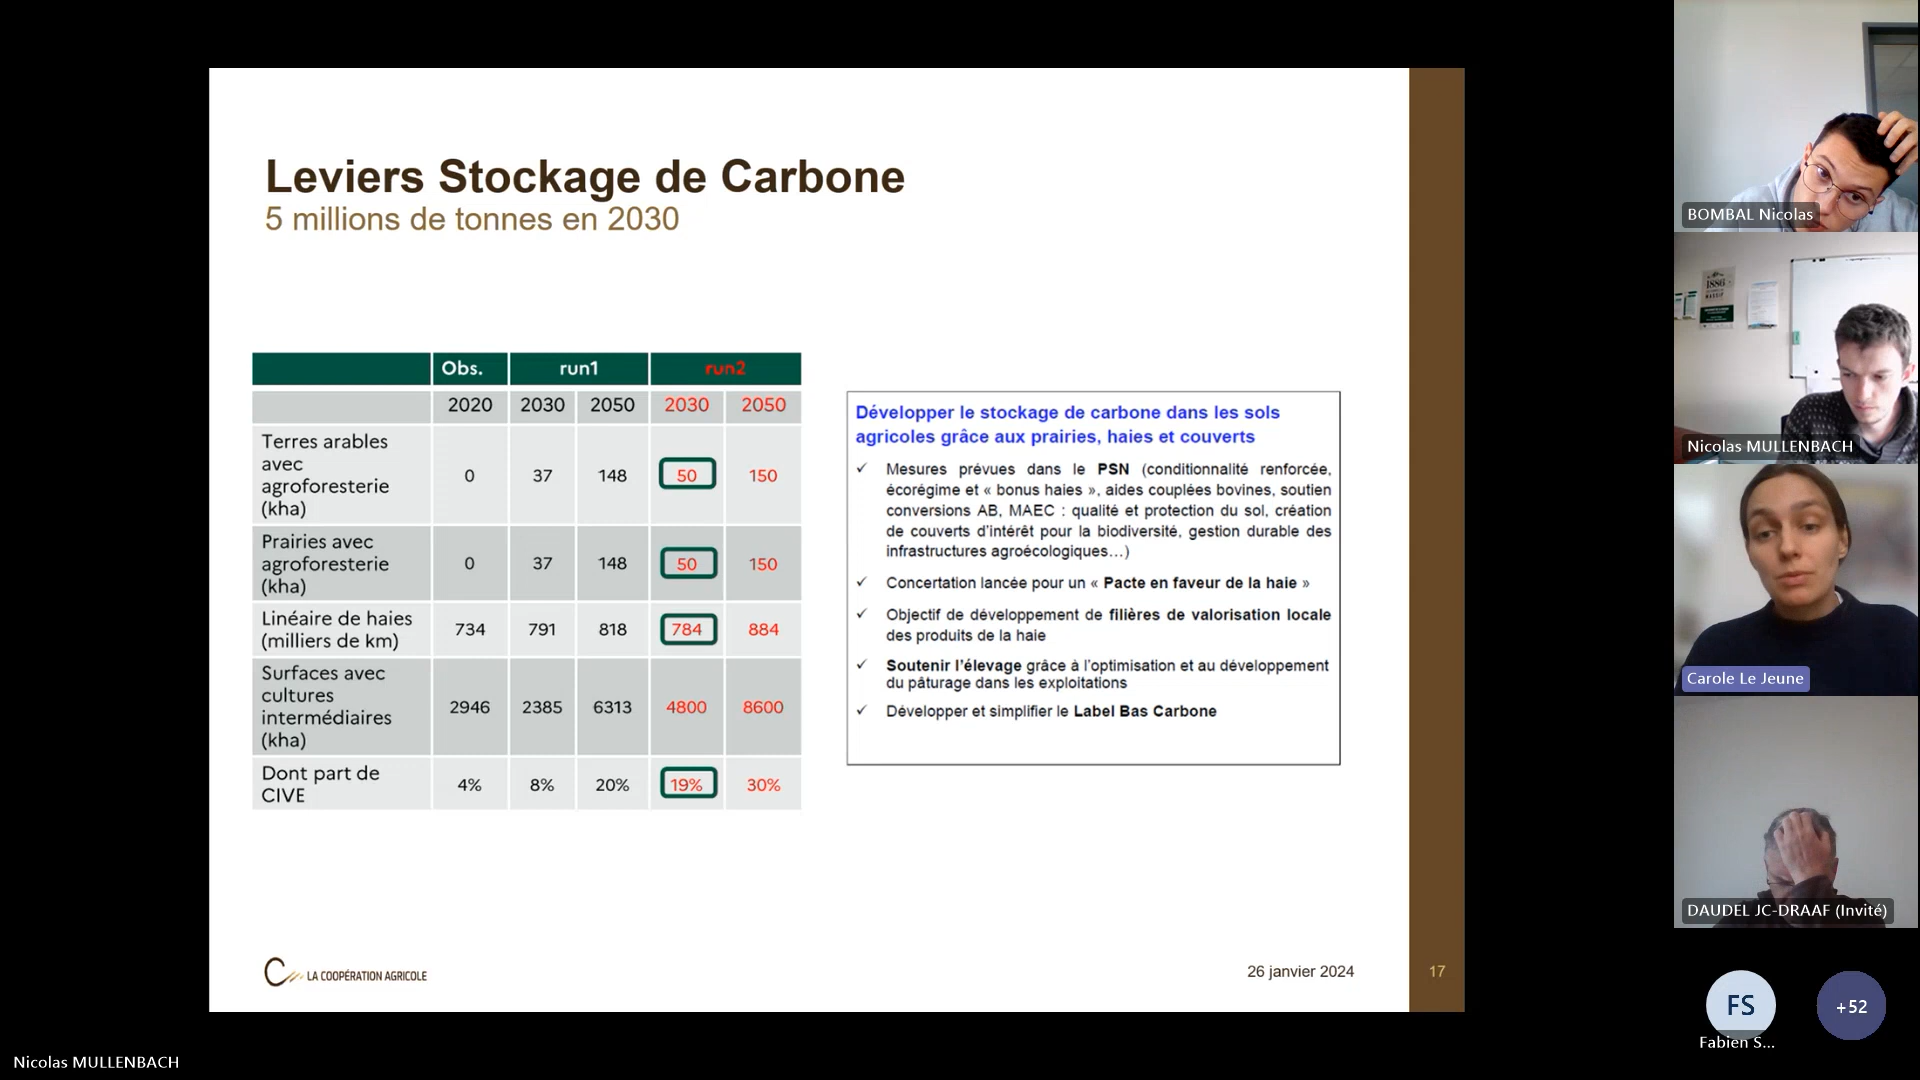 Leviers Stockage de Carbone
5 millions de tonnes en 2030
Obs. run1 run2
2020 2030 2050 2030 2050
Terres arables
avec
agroforesterie
(kha)
0 37 148 50 150
Prairies avec
agroforesterie
(kha)
0 37 148 50 150
Linéaire de haies
(milliers de km)
734 791 818 784 884
Surfaces avec
cultures
intermédiaires
(kha)
2946 2385 6313 4800 8600
Dont part de
CIVE
4% 8% 20% 19% 30%
Développer le stockage de carbone dans les sols
agricoles grâce aux prairies, haies et couverts
✓ Mesures prévues dans le PSN (conditionnalité renforcée,
écorégime et « bonus haies », aides couplées bovines, soutien
conversions AB, MAEC : qualité et protection du sol, création
de couverts d'intérêt pour la biodiversité, gestion durable des
infrastructures agroécologiques…)
✓ Concertation lancée pour un « Pacte en faveur de la haie »
✓ Objectif de développement de filières de valorisation locale
des produits de la haie
✓ Soutenir l'élevage grâce à l'optimisation et au développement
du pâturage dans les exploitations
✓ Développer et simplifier le Label Bas Carbone
LA COOPÉRATION AGRICOLE
26 janvier 2024
17
BOMBAL Nicolas
1886
Nicolas MULLENBACH
Carole Le Jeune
DAUDEL JC-DRAAF (Invité)
FS
+52
Fabien S...
Nicolas MULLENBACH